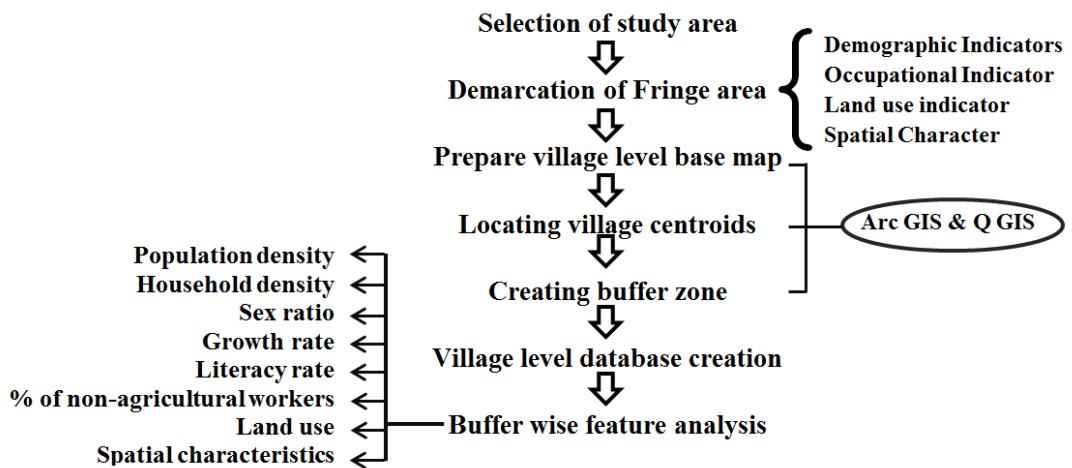 Selection of study area
Demarcation of Fringe area
Demographic Indicators
Occupational Indicator
Land use indicator
Spatial Character
Prepare village level base map
Locating village centroids
Creating buffer zone
Arc GIS & Q GIS
Village level database creation
Buffer wise feature analysis
Population density
Household density
Sex ratio
Growth rate
Literacy rate
% of non-agricultural workers
Land use
Spatial characteristics